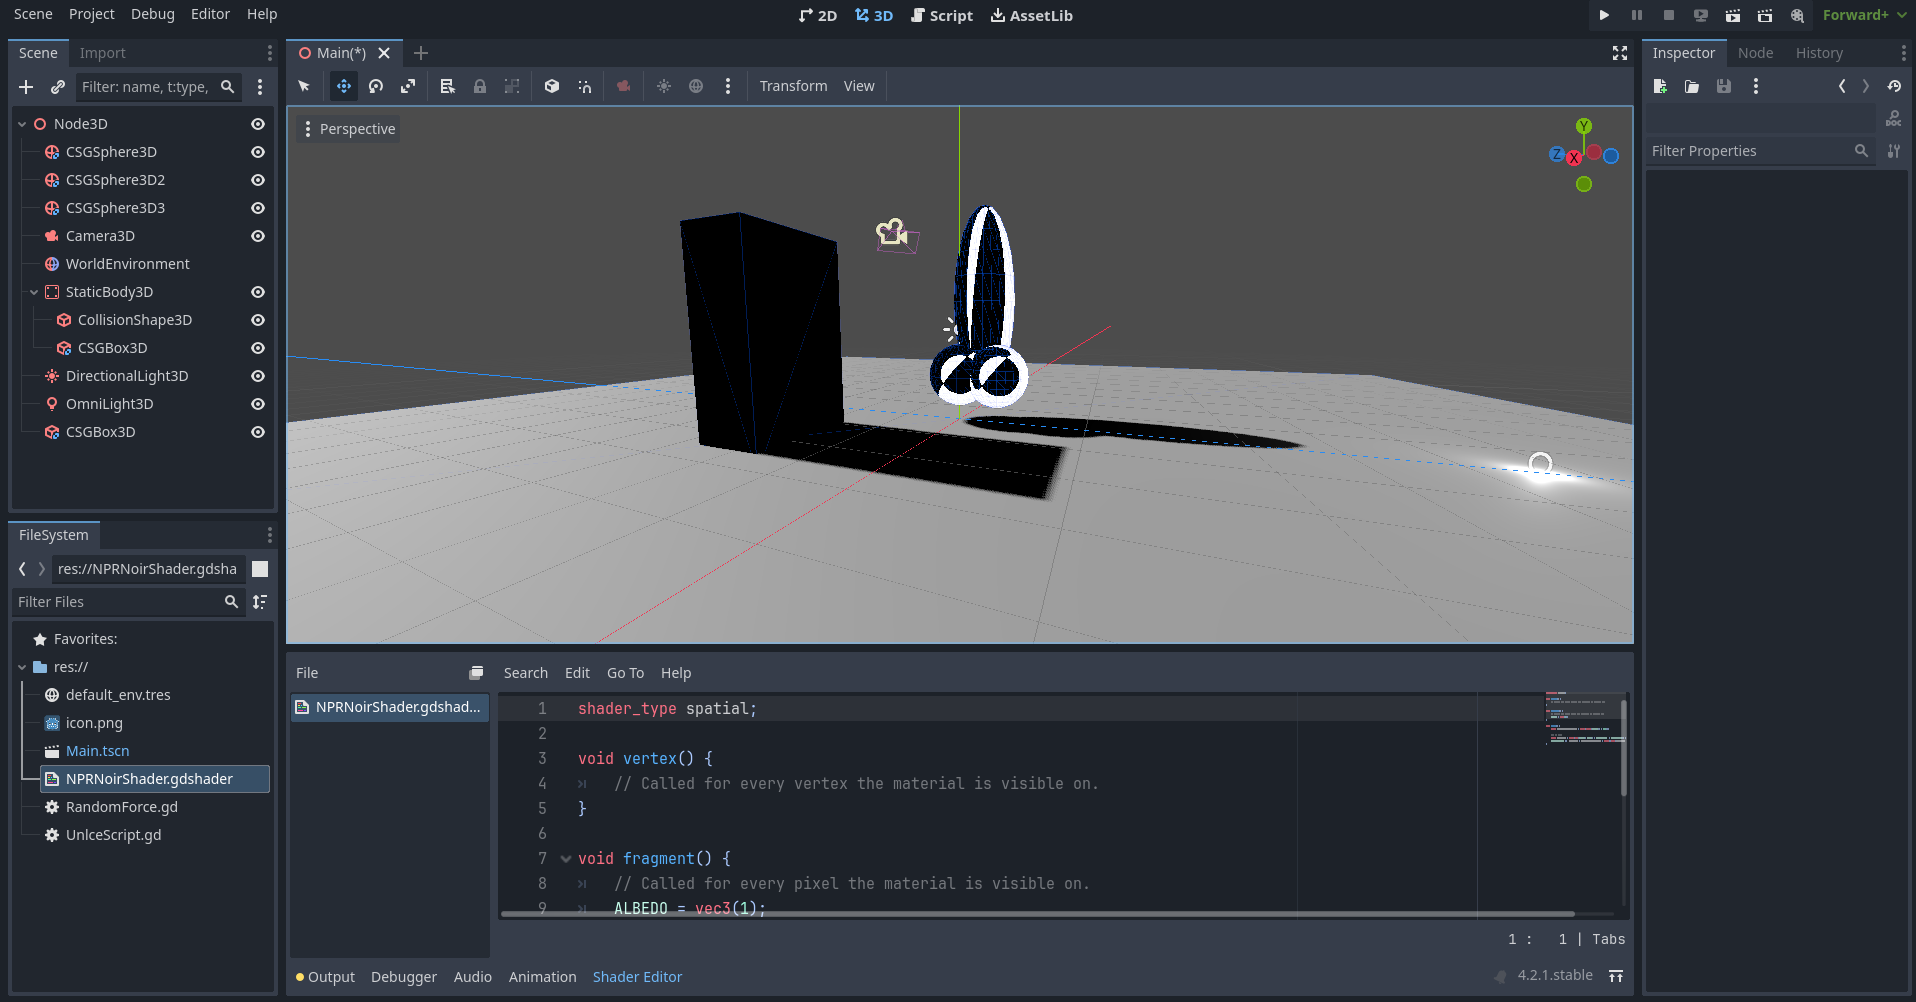 Scene Project Debug Editor Help
2D 3D Script AssetLib
Forward+
Scene Import
Filter: name, t:type,
Node3D
CSGSphere3D
CSGSphere3D2
CSGSphere3D3
Camera3D
WorldEnvironment
StaticBody3D
CollisionShape3D
CSGBox3D
DirectionalLight3D
OmniLight3D
CSGBox3D
FileSystem
res://NPRNoirShader.gdsha
Filter Files
Favorites:
res://
default_env.tres
icon.png
Main.tscn
NPRNoirShader.gdshader
RandomForce.gd
UnIceScript.gd
Main(*)
Transform View
Perspective
Y
Z X
File
NPRNoirShader.gdshad...
Search Edit Go To Help
1 shader_type spatial;
2
3 void vertex() {
4 // Called for every vertex the material is visible on.
5 }
6
7 void fragment() {
8 // Called for every pixel the material is visible on.
9 ALBEDO = vec3(1);
1 : 1 | Tabs
Output Debugger Audio Animation Shader Editor
4.2.1.stable
Inspector Node History
DOC
Filter Properties